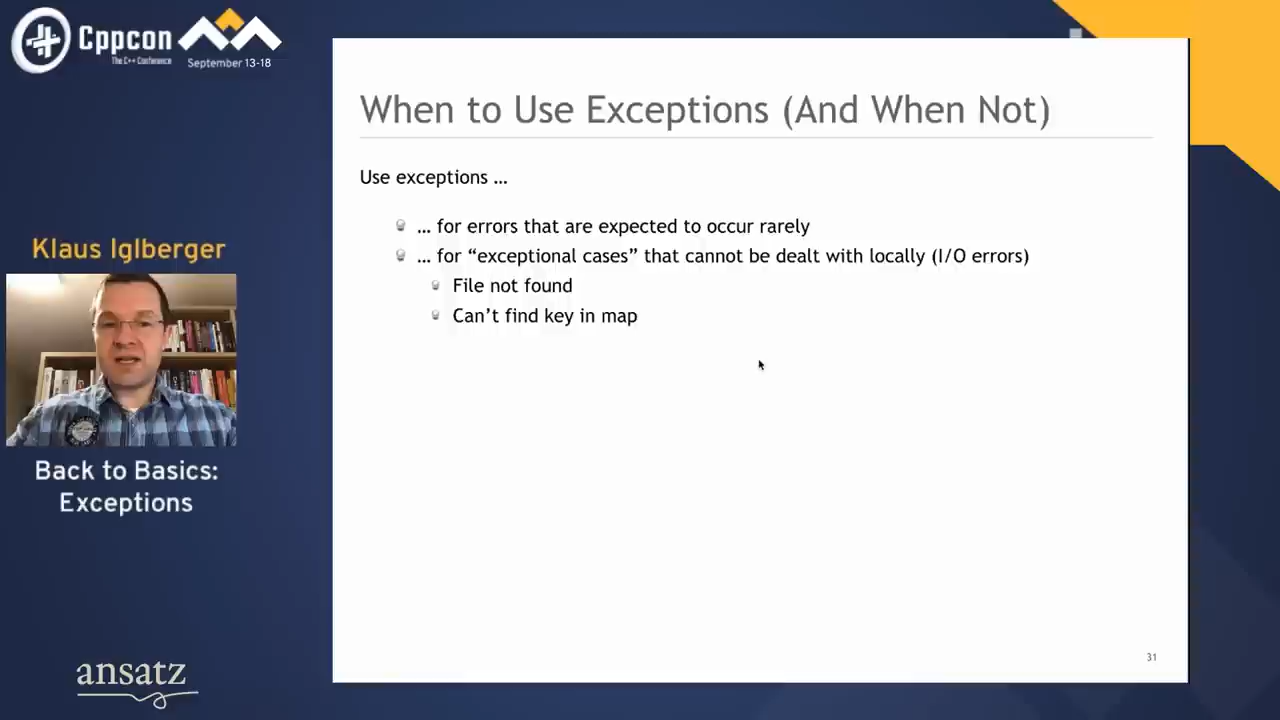 Cppcon
The C++ Conference
September 13-18
When to Use Exceptions (And When Not)
Use exceptions …
… for errors that are expected to occur rarely
… for “exceptional cases” that cannot be dealt with locally (I/O errors)
File not found
Can’t find key in map
31
Klaus Iglberger
Back to Basics:
Exceptions
ansatz